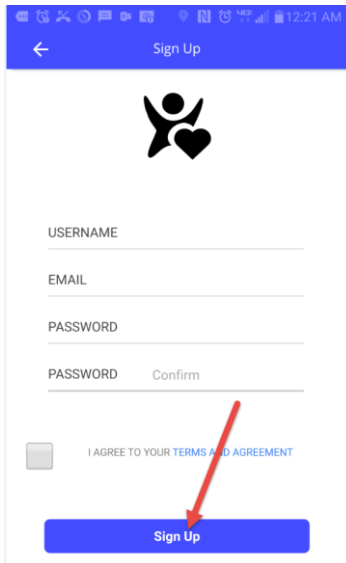 12:21 AM
Sign Up
USERNAME
EMAIL
PASSWORD
PASSWORD Confirm
I AGREE TO YOUR TERMS AND AGREEMENT
Sign Up